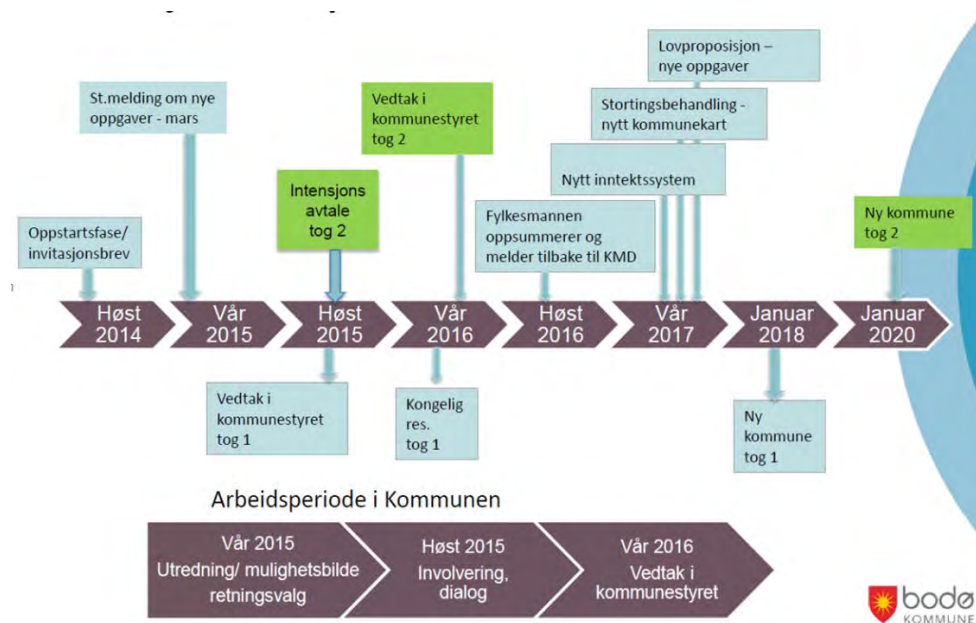 Lovproposisjon –
nye oppgaver
St.melding om nye
oppgaver - mars
Vedtak i
kommunestyret
tog 2
Stortingsbehandling -
nytt kommunekart
Nytt inntektssystem
Intensjons
avtale
tog 2
Ny kommune
tog 2
Fylkesmannen
oppsummerer og
melder tilbake til KMD
Oppstartsfase/
invitasjonsbrev
Høst
2014
Vår
2015
Høst
2015
Vår
2016
Høst
2016
Vår
2017
Januar
2018
Januar
2020
Vedtak i
kommunestyret
tog 1
Kongelig
res.
tog 1
Ny
kommune
tog 1
Arbeidsperiode i Kommunen
Vår 2015
Utredning/ mulighetsbilde
retningsvalg
Høst 2015
Involvering,
dialog
Vår 2016
Vedtak i
kommunestyret
bodø
KOMMUNE